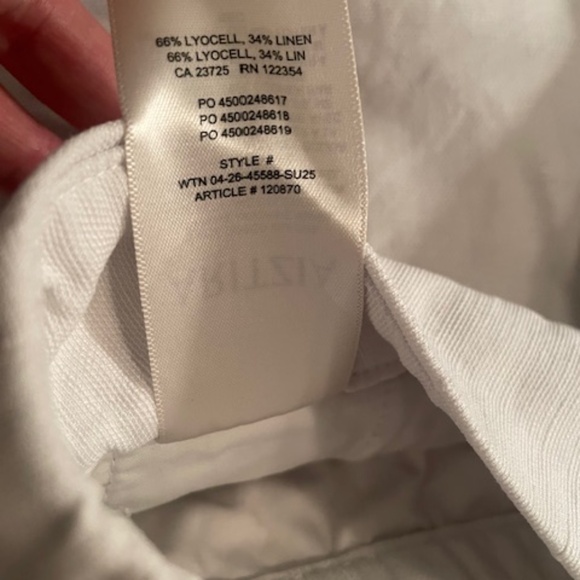 66% LYOCELL, 34% LINEN
66% LYOCELL, 34% LIN
CA 23725 RN 122354
PO 4500248617
PO 4500248618
PO 4500248619
STYLE #
WTN 04-26-45588-SU25
ARTICLE # 120870
ARITZIA